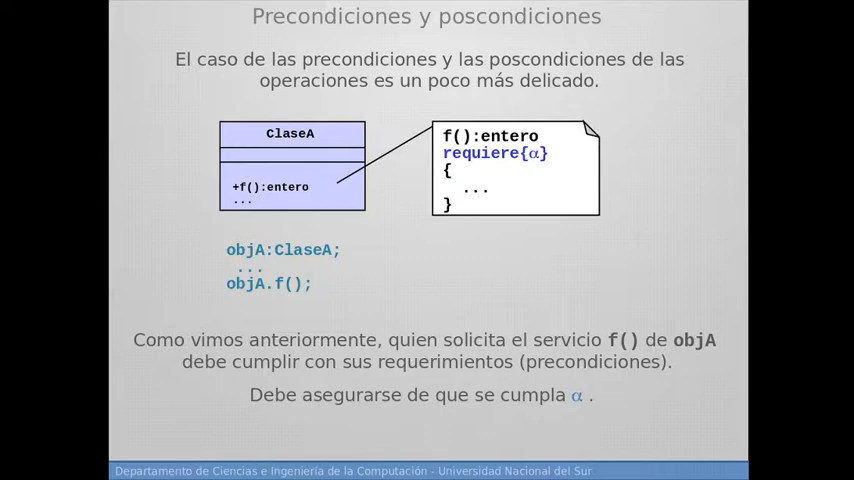 Precondiciones y poscondiciones
El caso de las precondiciones y las poscondiciones de las
operaciones es un poco más delicado.
ClaseA
+f():entero
...
f():entero
requiere{α}
{
...
}
objA:ClaseA;
...
objA.f();
Como vimos anteriormente, quien solicita el servicio f() de objA
debe cumplir con sus requerimientos (precondiciones).
Debe asegurarse de que se cumpla α .
Departamento de Ciencias e Ingeniería de la Computación - Universidad Nacional del Sur